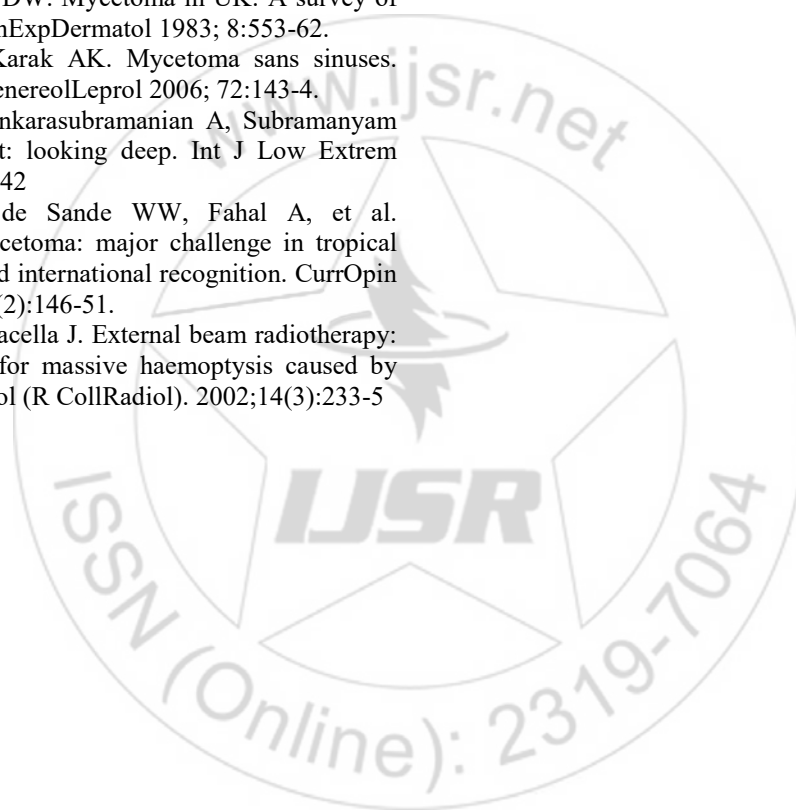 DW. Mycetoma in UK. A survey of
nExpDermatol 1983; 8:553-62.
Karak AK. Mycetoma sans sinuses.
enereolLeprol 2006; 72:143-4.
nkarasubramanian A, Subramanyam
t: looking deep. Int J Low Extrem
42
de Sande WW, Fahal A, et al.
cetoma: major challenge in tropical
d international recognition. CurrOpin
(2):146-51.
acella J. External beam radiotherapy:
for massive haemoptysis caused by
ol (R CollRadiol). 2002;14(3):233-5
www.ijsr.net
IJSR
ISSN (Online): 2319-7064